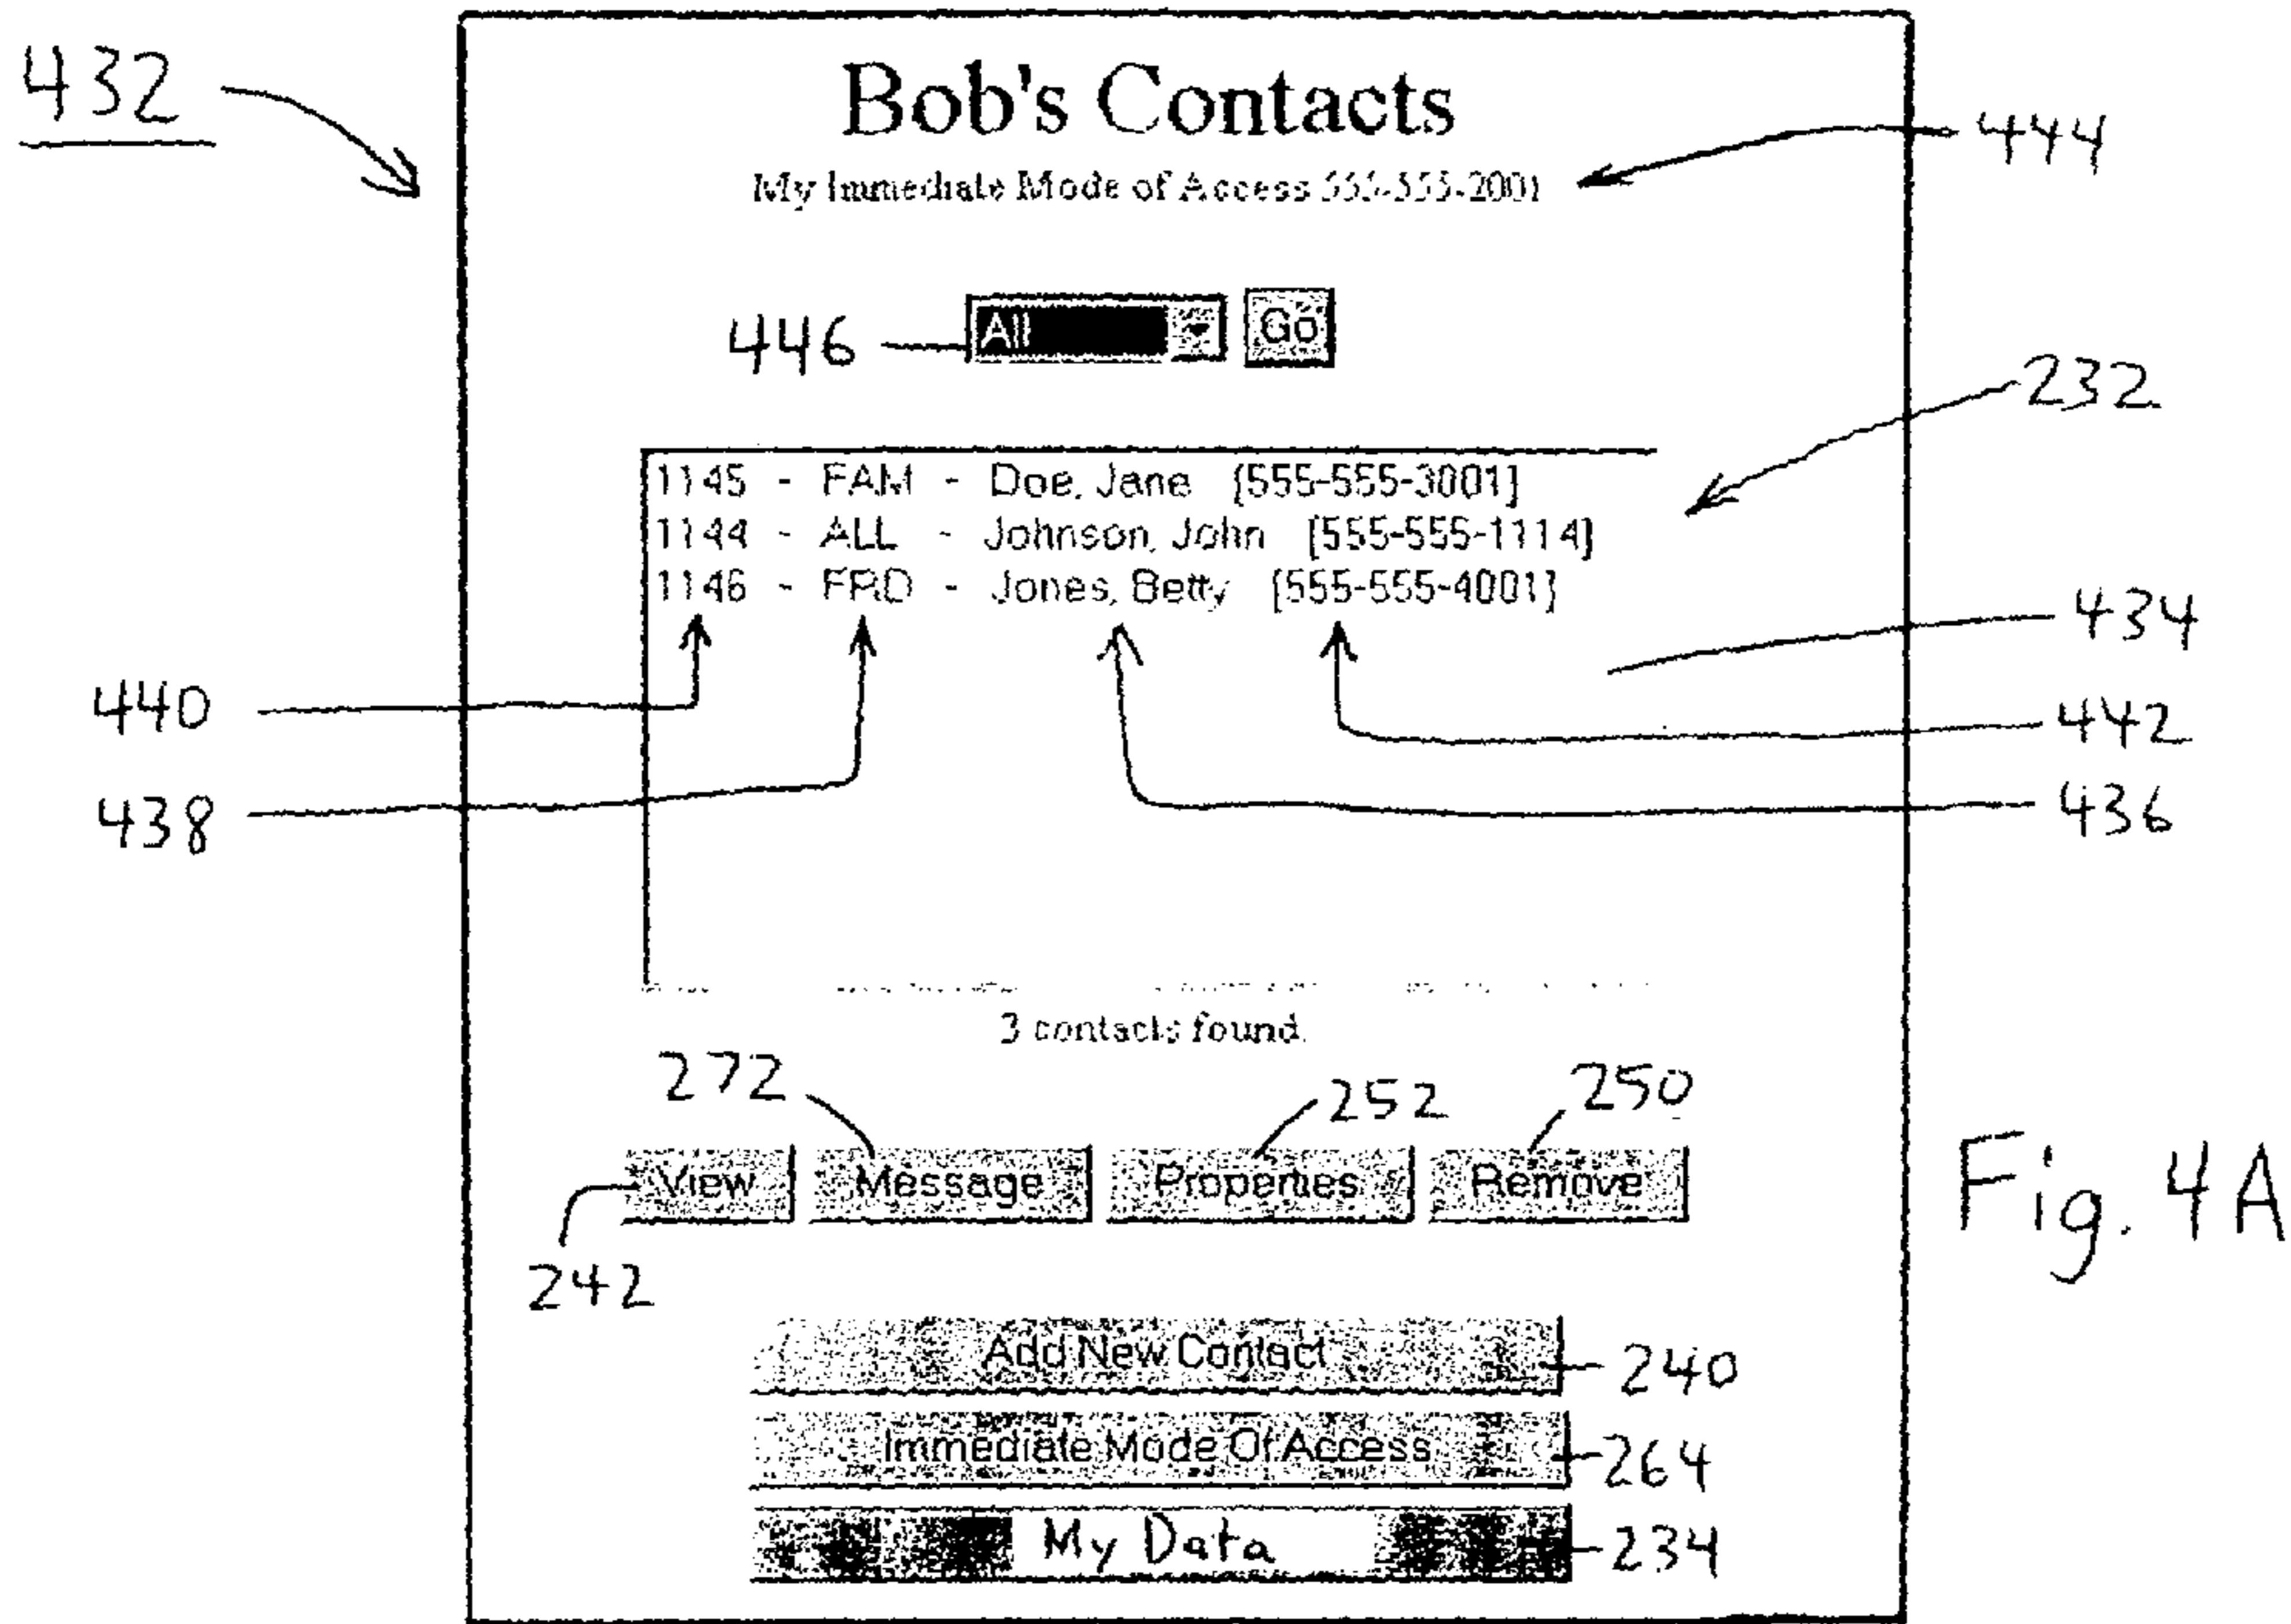 Bob's Contacts
432
444
My Immediate Mode of Access 555-555-2001
446
All
Go
232
1145 - FAM - Doe, Jane [555-555-3001]
1144 - ALL - Johnson, John [555-555-1114]
1146 - FRD - Jones, Betty [555-555-4001]
434
440
442
438
436
3 contacts found.
272
252
250
View
Message
Properties
Remove
Fig. 4A
242
Add New Contact
240
Immediate Mode Of Access
264
My Data
234